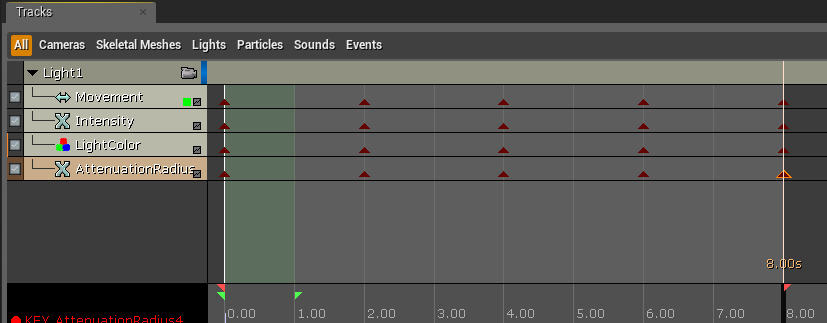 Tracks ×
All Cameras Skeletal Meshes Lights Particles Sounds Events
Light1
Movement
Intensity
LightColor
AttenuationRadius
8.00s
0.00 1.00 2.00 3.00 4.00 5.00 6.00 7.00 8.00
KEY AttenuationRadius4